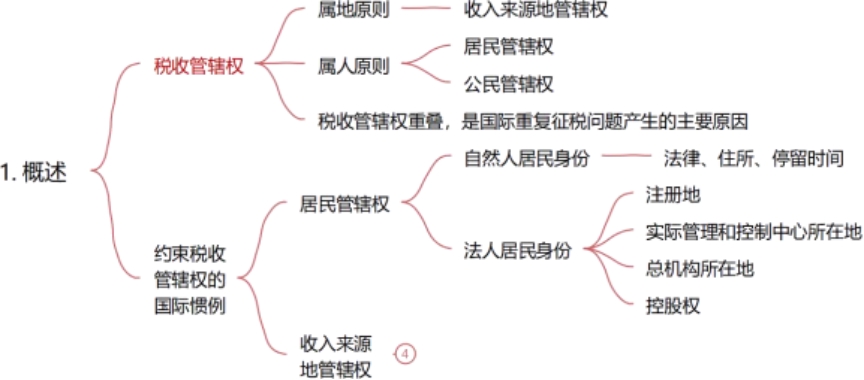 1. 概述
税收管辖权
属地原则
收入来源地管辖权
属人原则
居民管辖权
公民管辖权
税收管辖权重叠，是国际重复征税问题产生的主要原因
约束税收
管辖权的
国际惯例
居民管辖权
自然人居民身份
法律、住所、停留时间
法人居民身份
注册地
实际管理和控制中心所在地
总机构所在地
控股权
收入来源
地管辖权
4